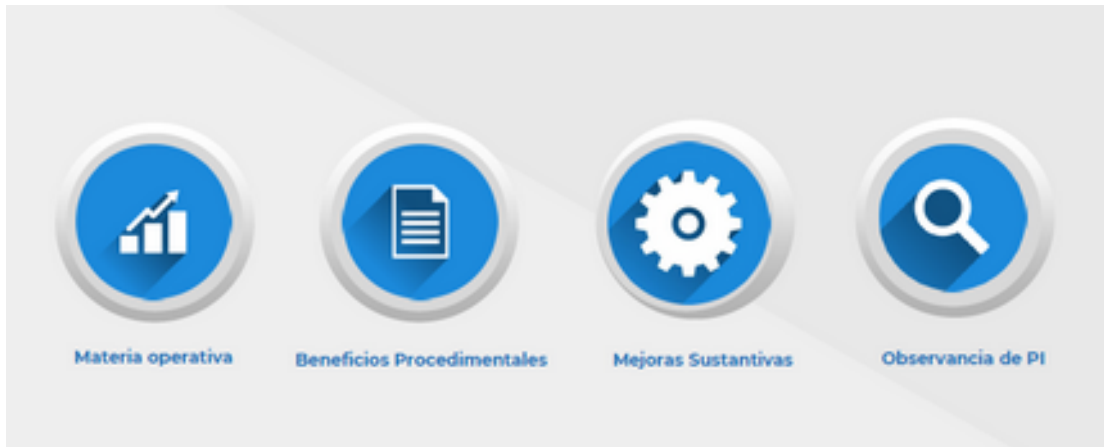 Materia operativa
Beneficios Procedimentales
Mejoras Sustantivas
Observancia de PI